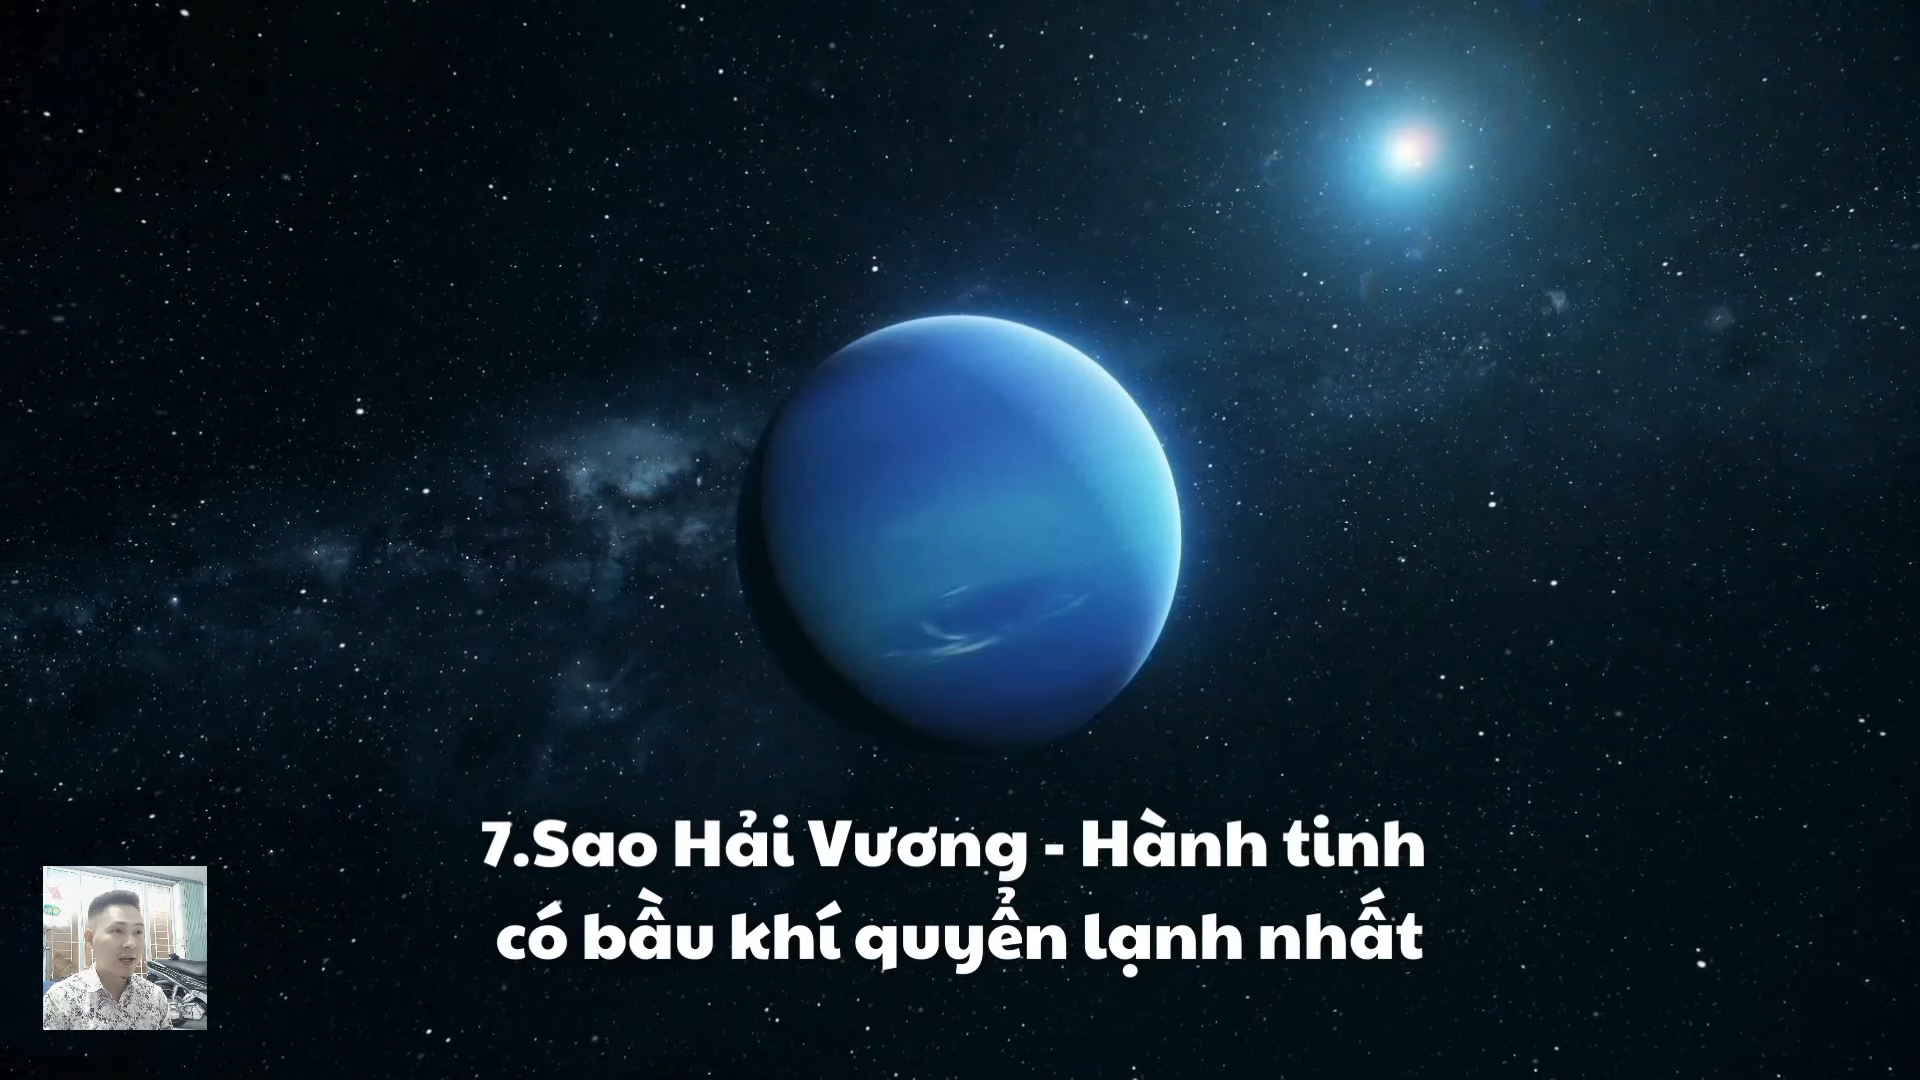 7.Sao Hải Vương - Hành tinh
có bầu khí quyển lạnh nhất